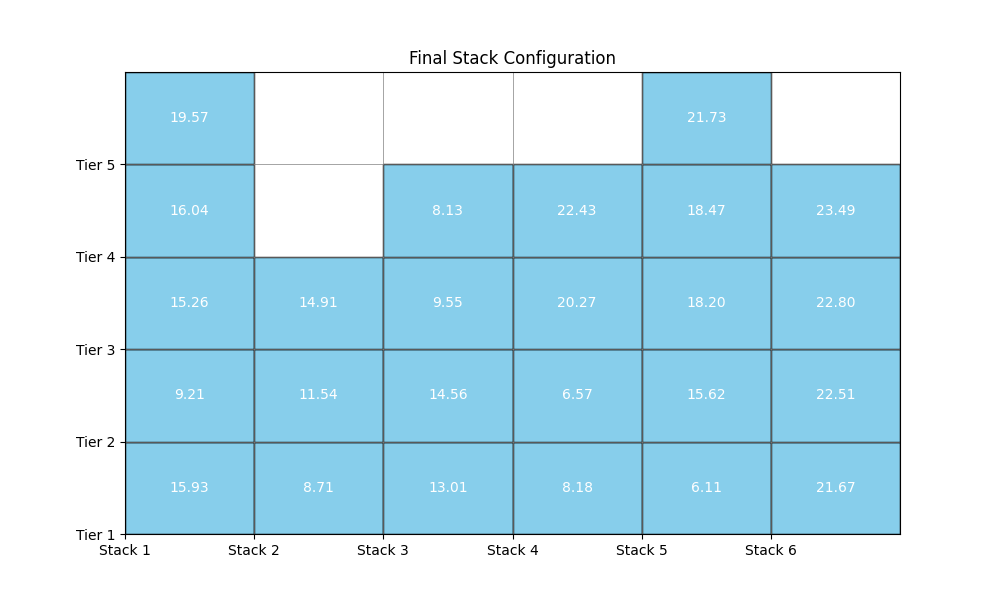 Final Stack Configuration
19.57 21.73
Tier 5
16.04 8.13 22.43 18.47 23.49
Tier 4
15.26 14.91 9.55 20.27 18.20 22.80
Tier 3
9.21 11.54 14.56 6.57 15.62 22.51
Tier 2
15.93 8.71 13.01 8.18 6.11 21.67
Tier 1
Stack 1 Stack 2 Stack 3 Stack 4 Stack 5 Stack 6